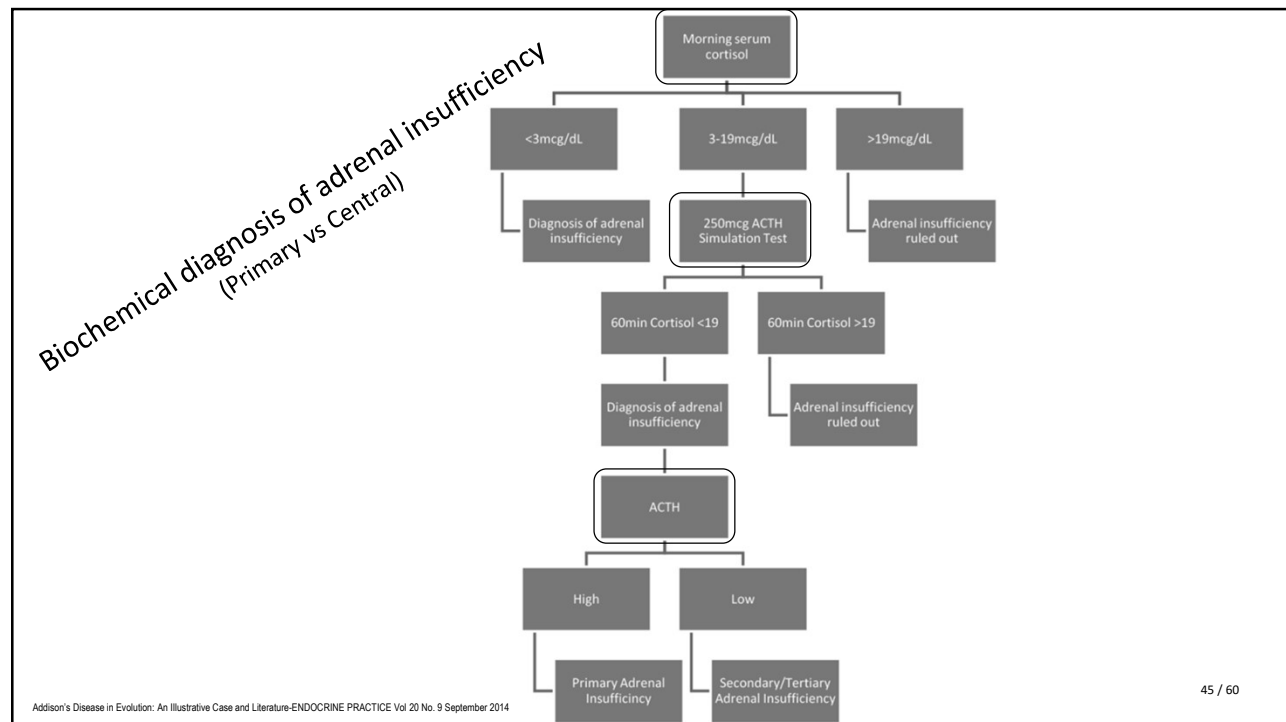 Biochemical diagnosis of adrenal insufficiency
(Primary vs Central)
Morning serum
cortisol
<3mcg/dL
3-19mcg/dL
>19mcg/dL
Diagnosis of adrenal
insufficiency
250mcg ACTH
Simulation Test
Adrenal insufficiency
ruled out
60min Cortisol <19
60min Cortisol >19
Diagnosis of adrenal
insufficiency
Adrenal insufficiency
ruled out
ACTH
High
Low
Primary Adrenal
Insufficincy
Secondary/Tertiary
Adrenal Insufficiency
Addison's Disease in Evolution: An Illustrative Case and Literature-ENDOCRINE PRACTICE Vol 20 No. 9 September 2014
45 / 60